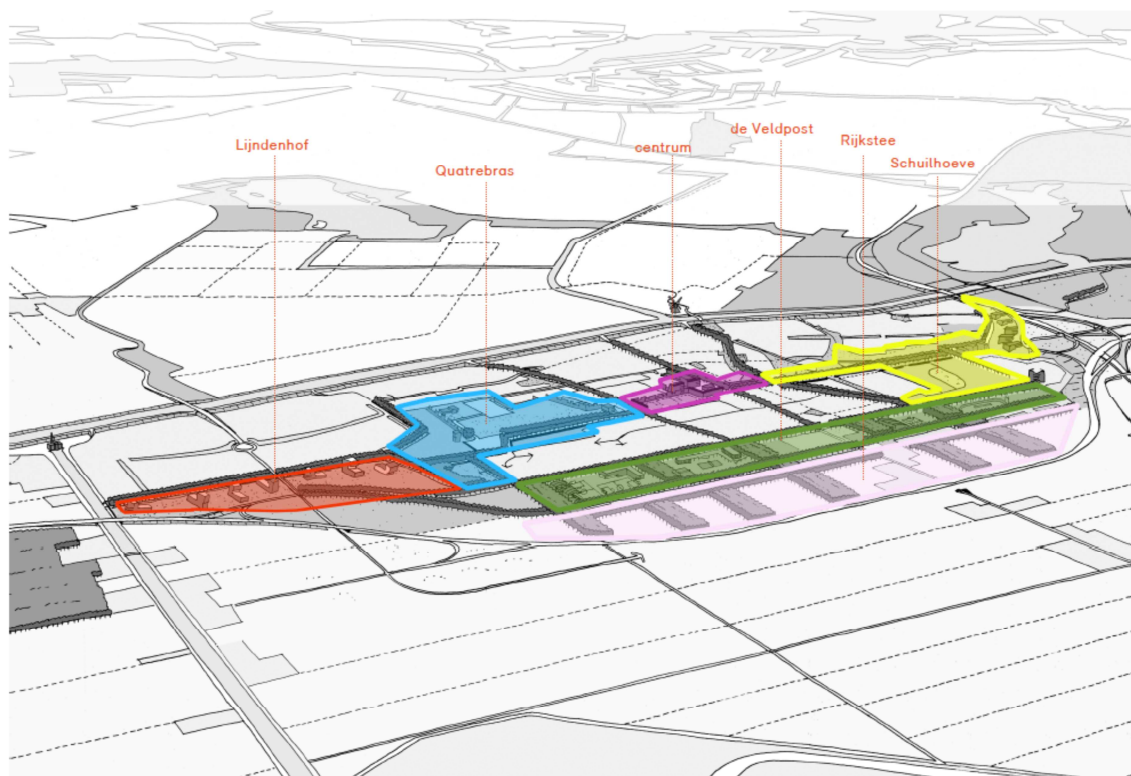 Lijndenhof
Quatrebras
centrum
de Veldpost
Rijkstee
Schuilhoeve